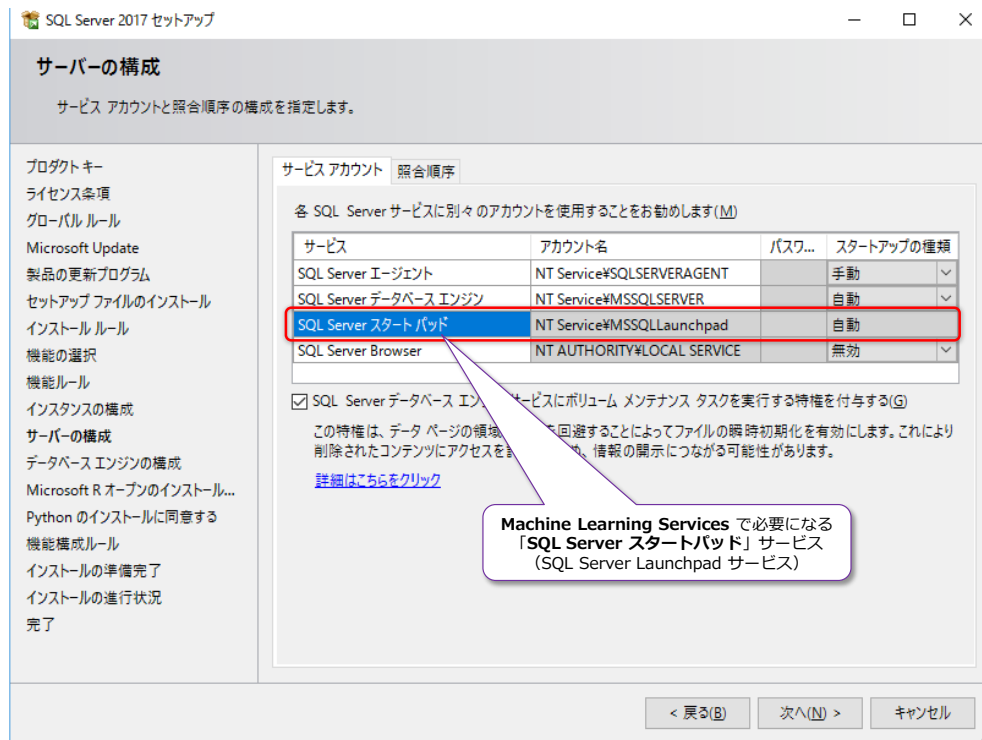 SQL Server 2017 セットアップ
サーバーの構成
サービス アカウントと照合順序の構成を指定します。
プロダクト キー
ライセンス条項
グローバル ルール
Microsoft Update
製品の更新プログラム
セットアップ ファイルのインストール
インストール ルール
機能の選択
機能ルール
インスタンスの構成
サーバーの構成
データベース エンジンの構成
Microsoft R オープンのインストール...
Python のインストールに同意する
機能構成ルール
インストールの準備完了
インストールの進行状況
完了
サービス アカウント 照合順序
各 SQL Server サービスに別々のアカウントを使用することをお勧めします(M)
サービス アカウント名 パスワ... スタートアップの種類
SQL Server エージェント NT Service¥SQLSERVERAGENT 手動
SQL Server データベース エンジン NT Service¥MSSQLSERVER 自動
SQL Server スタート パッド NT Service¥MSSQLLaunchpad 自動
SQL Server Browser NT AUTHORITY¥LOCAL SERVICE 無効
SQL Server データベース エン サービスにボリューム メンテナンス タスクを実行する特権を付与する(G)
この特権は、データ ページの領域 を回避することによってファイルの瞬時初期化を有効にします。これにより
削除されたコンテンツにアクセスを 、情報の開示につながる可能性があります。
詳細はこちらをクリック
Machine Learning Services で必要になる
「SQL Server スタートパッド」サービス
（SQL Server Launchpad サービス）
< 戻る(B) 次へ(N) > キャンセル